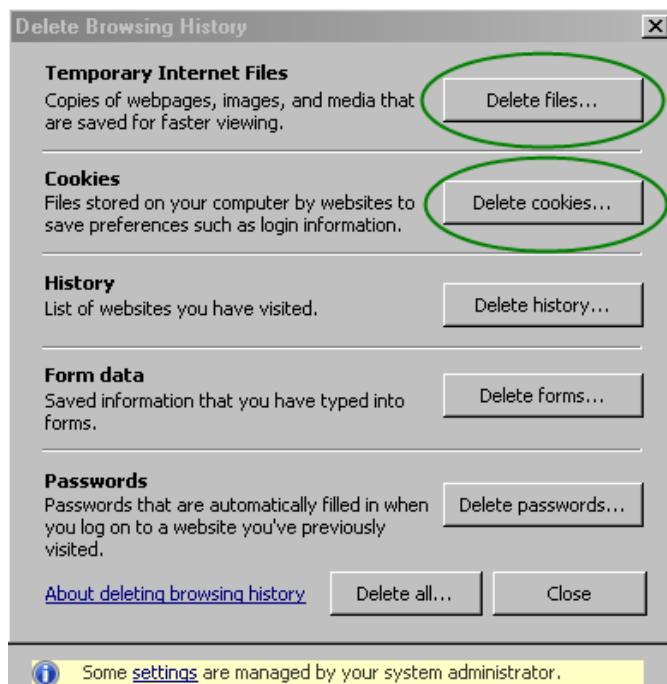 Delete Browsing History
Temporary Internet Files
Copies of webpages, images, and media that
are saved for faster viewing.
Delete files...
Cookies
Files stored on your computer by websites to
save preferences such as login information.
Delete cookies...
History
List of websites you have visited.
Delete history...
Form data
Saved information that you have typed into
forms.
Delete forms...
Passwords
Passwords that are automatically filled in when
you log on to a website you've previously
visited.
Delete passwords...
About deleting browsing history
Delete all...
Close
Some settings are managed by your system administrator.